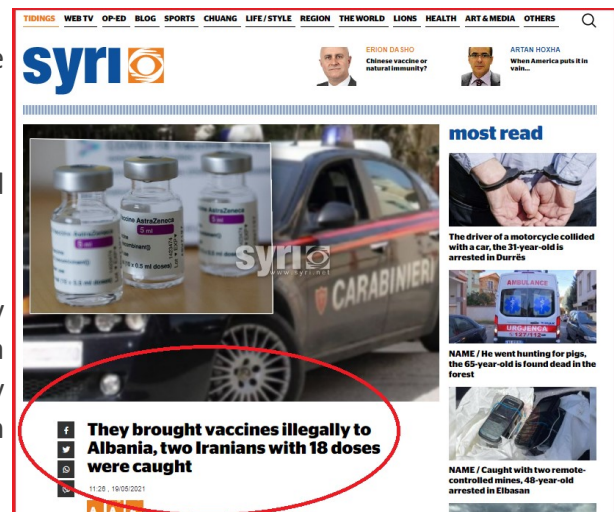 TIDINGS WEB TV OP-ED BLOG SPORTS CHUANG LIFE / STYLE REGION THE WORLD LIONS HEALTH ART & MEDIA OTHERS
syri
ERION DASHO
Chinese vaccine or
natural immunity?
ARTAN HOXHA
When America puts it in
vain...
most read
AstraZeneca
5 ml
syri
www.syri.net
CARABINIERI
The driver of a motorcycle collided
with a car, the 31-year-old is
arrested in Durrës
AMBULANCE
URGJENCA
NAME / He went hunting for pigs,
the 65-year-old is found dead in the
forest
NAME / Caught with two remote-
controlled mines, 48-year-old
arrested in Elbasan
They brought vaccines illegally to
Albania, two Iranians with 18 doses
were caught
11:26 , 19/05/2021